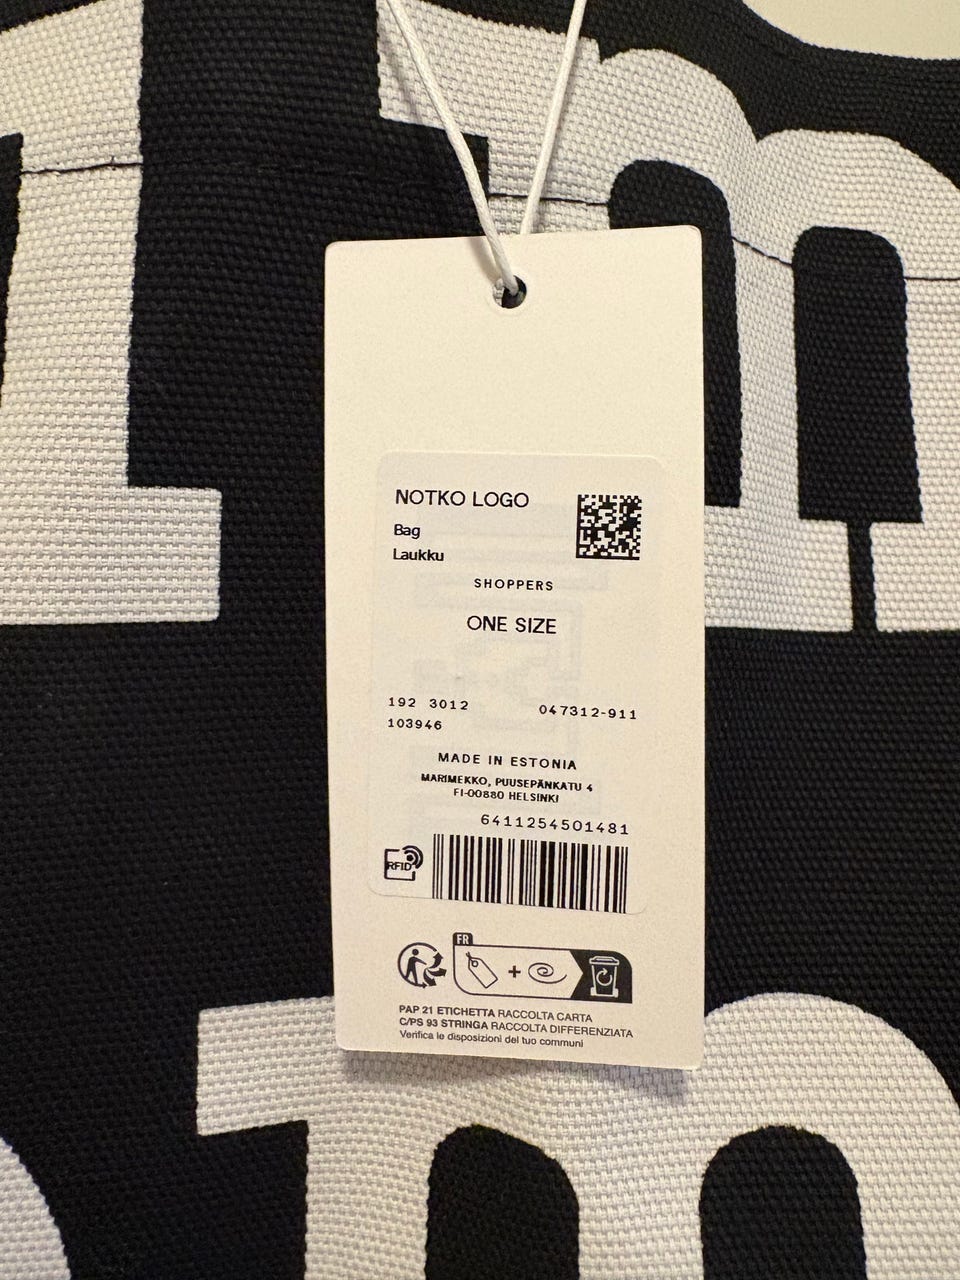 m
NOTKO LOGO
Bag
Laukku
SHOPPERS
ONE SIZE
192 3012
047312-911
103946
MADE IN ESTONIA
MARIMEKKO, PUUSEPÄNKATU 4
FI-00880 HELSINKI
6411254501481
RFID
FR
PAP 21 ETICHETTA RACCOLTA CARTA
C/PS 93 STRINGA RACCOLTA DIFFERENZIATA
Verifica le disposizioni del tuo communi
m